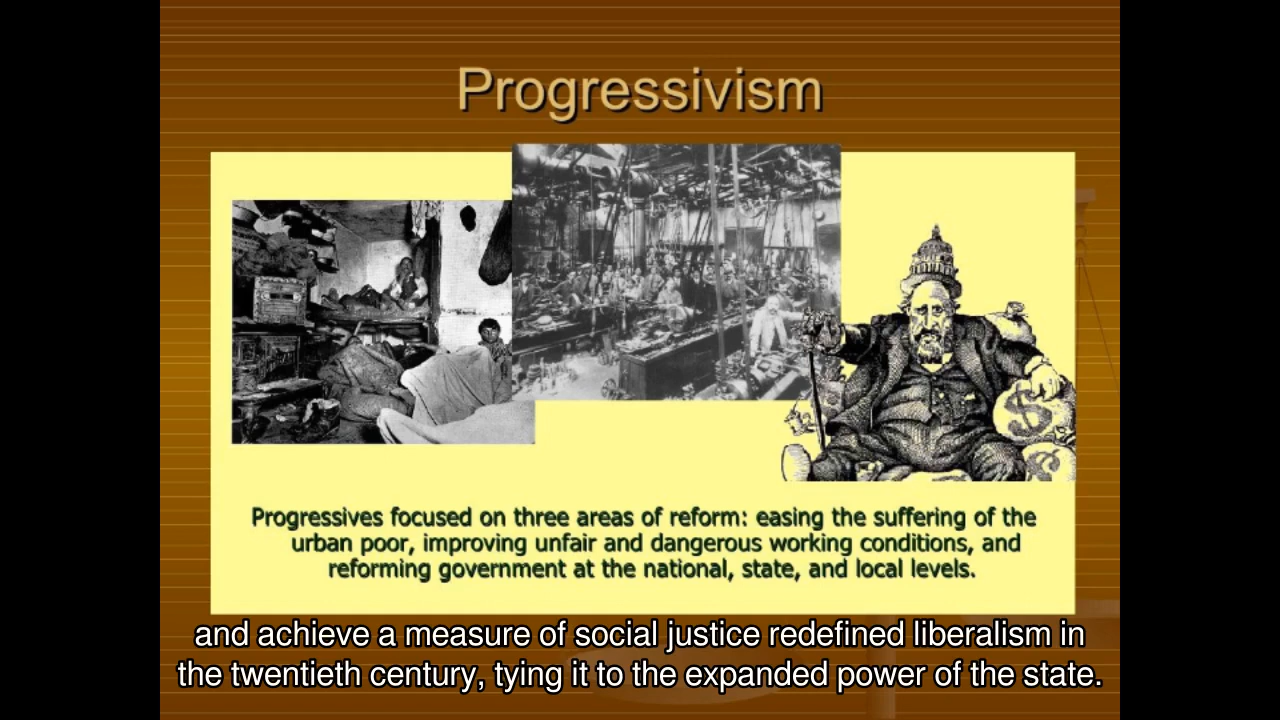 Progressivism
$
$
Progressives focused on three areas of reform: easing the suffering of the
urban poor, improving unfair and dangerous working conditions, and
reforming government at the national, state, and local levels.
and achieve a measure of social justice redefined liberalism in
the twentieth century, tying it to the expanded power of the state.